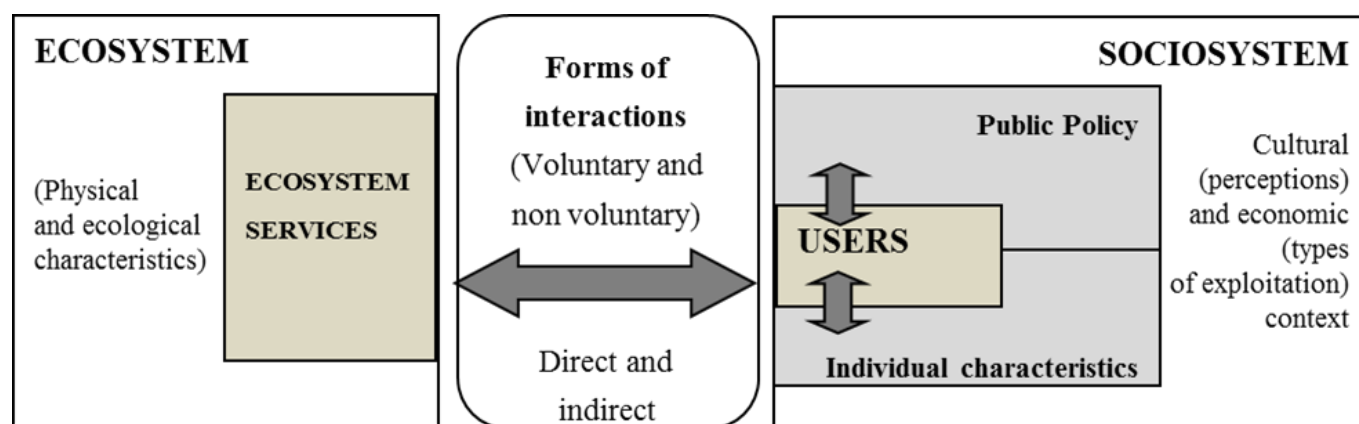 ECOSYSTEM
(Physical
and ecological
characteristics)
ECOSYSTEM
SERVICES
Forms of
interactions
(Voluntary and
non voluntary)
Direct and
indirect
SOCIOSYSTEM
Public Policy
USERS
Individual characteristics
Cultural
(perceptions)
and economic
(types
of exploitation)
context